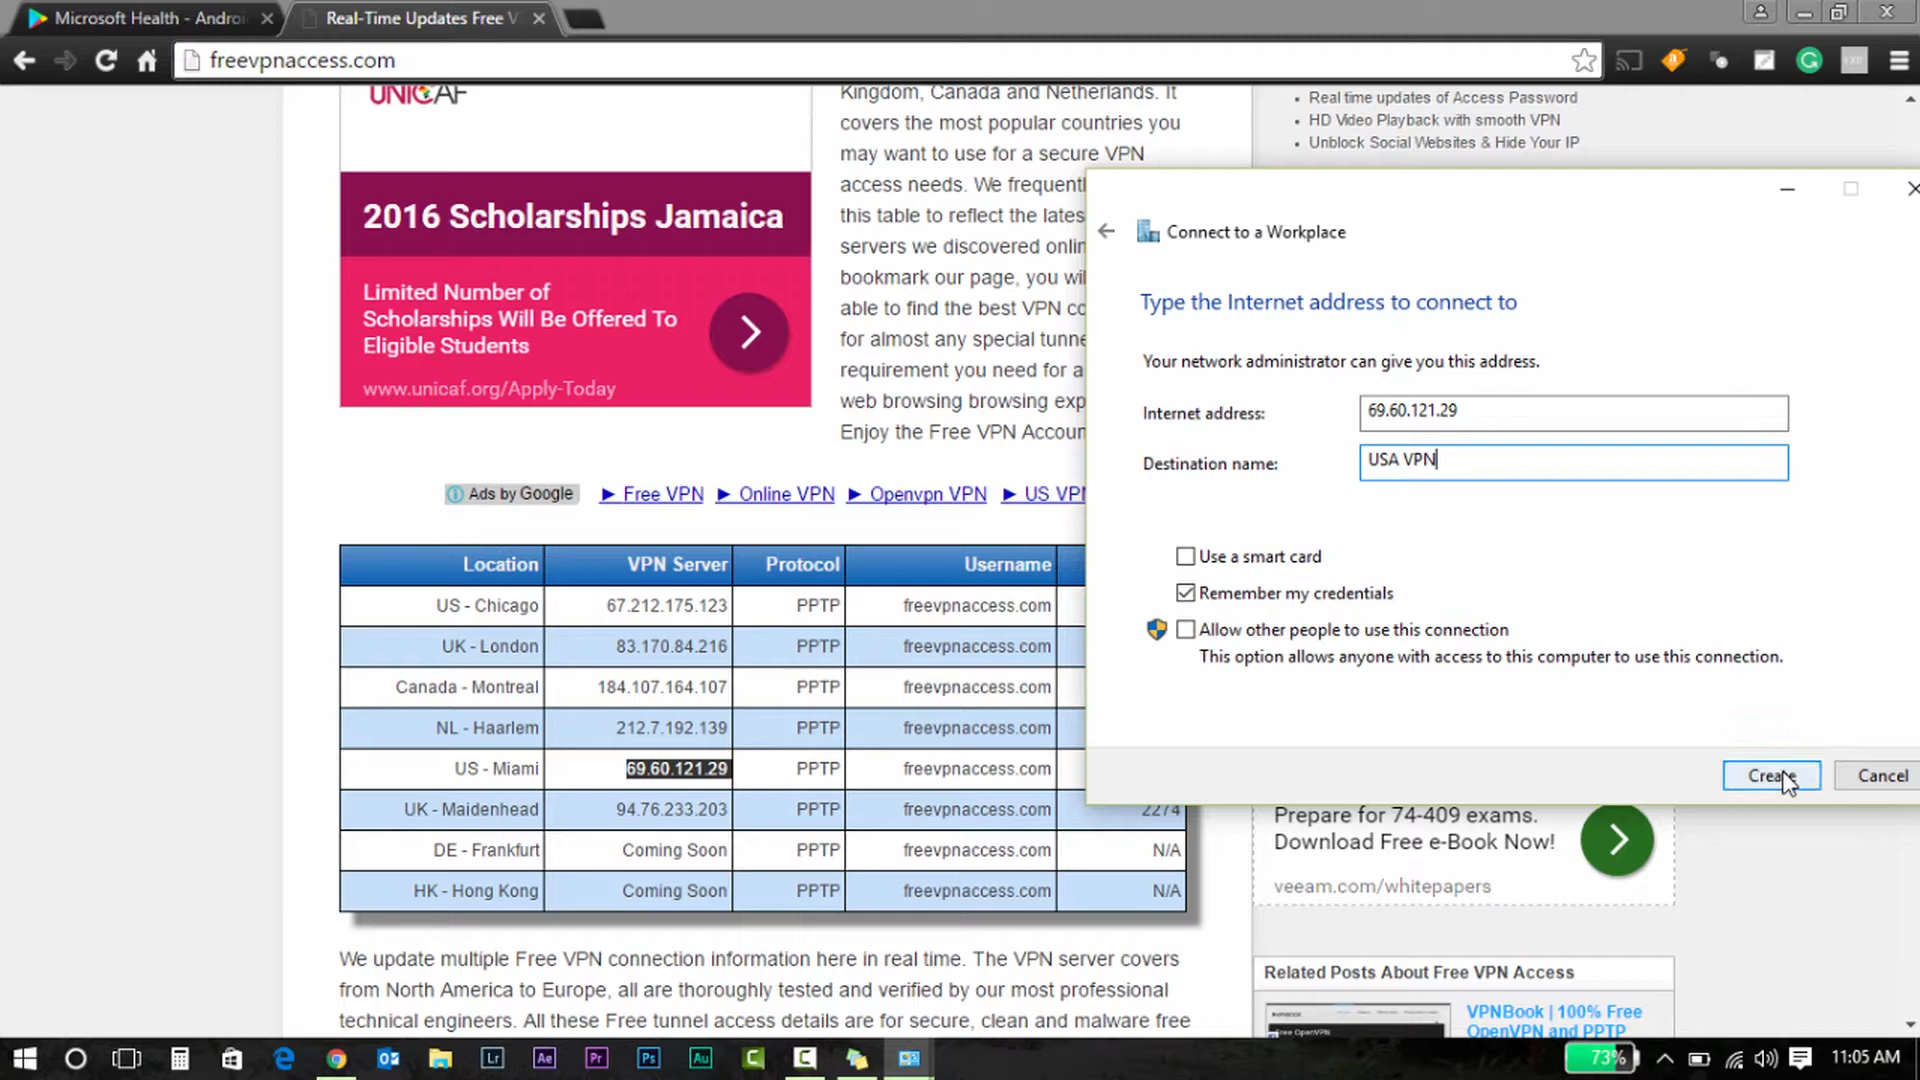 Microsoft Health - Androi
Real-Time Updates Free V
freevpnaccess.com
UNICAF
2016 Scholarships Jamaica
Limited Number of
Scholarships Will Be Offered To
Eligible Students
www.unicaf.org/Apply-Today
Kingdom, Canada and Netherlands. It
covers the most popular countries you
may want to use for a secure VPN
access needs. We frequent
this table to reflect the lates
servers we discovered onlin
bookmark our page, you wil
able to find the best VPN co
for almost any special tunne
requirement you need for a
web browsing browsing exp
Enjoy the Free VPN Accoun
Real time updates of Access Password
HD Video Playback with smooth VPN
Unblock Social Websites & Hide Your IP
Ads by Google ► Free VPN ► Online VPN ► Openvpn VPN ► US VPN
Location VPN Server Protocol Username
US - Chicago 67.212.175.123 PPTP freevpnaccess.com
UK - London 83.170.84.216 PPTP freevpnaccess.com
Canada - Montreal 184.107.164.107 PPTP freevpnaccess.com
NL - Haarlem 212.7.192.139 PPTP freevpnaccess.com
US - Miami 69.60.121.29 PPTP freevpnaccess.com
UK - Maidenhead 94.76.233.203 PPTP freevpnaccess.com 2274
DE - Frankfurt Coming Soon PPTP freevpnaccess.com N/A
HK - Hong Kong Coming Soon PPTP freevpnaccess.com N/A
We update multiple Free VPN connection information here in real time. The VPN server covers
from North America to Europe, all are thoroughly tested and verified by our most professional
technical engineers. All these Free tunnel access details are for secure, clean and malware free
Connect to a Workplace
Type the Internet address to connect to
Your network administrator can give you this address.
Internet address: 69.60.121.29
Destination name: USA VPN
Use a smart card
Remember my credentials
Allow other people to use this connection
This option allows anyone with access to this computer to use this connection.
Create Cancel
Prepare for 74-409 exams.
Download Free e-Book Now!
veeam.com/whitepapers
Related Posts About Free VPN Access
VPNBook | 100% Free
OpenVPN and PPTP
Free OpenVPN
Lr Ae Pr Ps Au
73% 11:05 AM